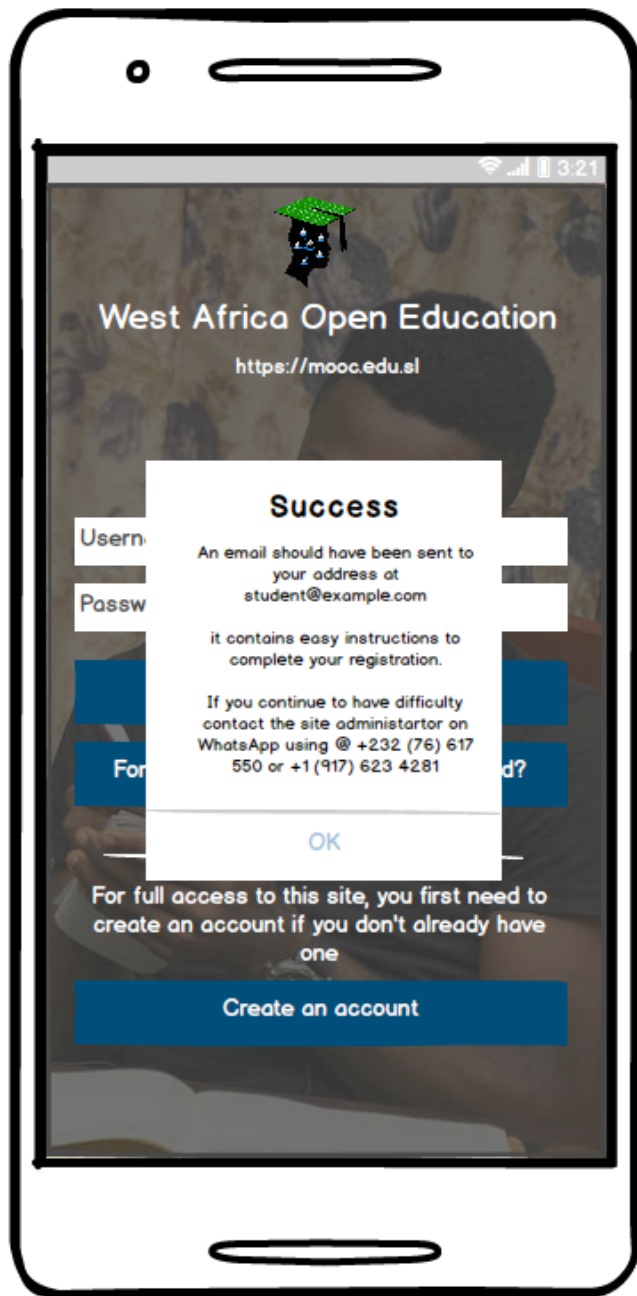 3:21
West Africa Open Education
https://mooc.edu.sl
Success
An email should have been sent to
your address at
student@example.com
it contains easy instructions to
complete your registration.
If you continue to have difficulty
contact the site administartor on
WhatsApp using @ +232 (76) 617
550 or +1 (917) 623 4281
OK
For full access to this site, you first need to
create an account if you don't already have
one
Create an account